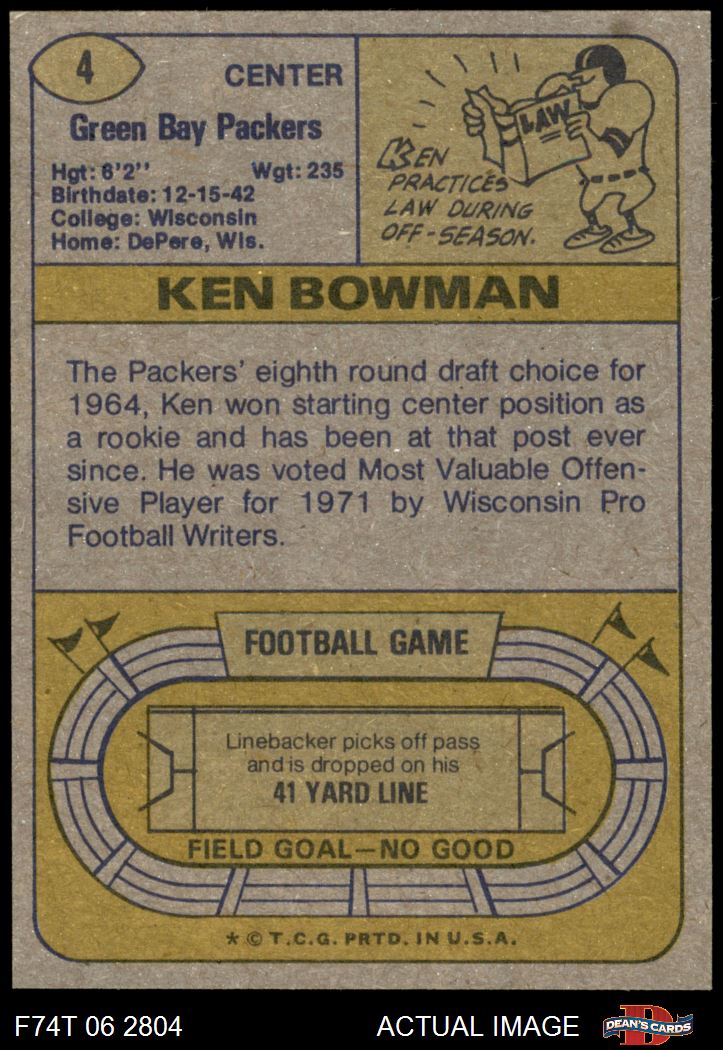 4
CENTER
Green Bay Packers
Hgt: 6'2'' Wgt: 235
Birthdate: 12-15-42
College: Wisconsin
Home: DePere, Wis.
LAW
KEN
PRACTICES
LAW DURING
OFF-SEASON.
KEN BOWMAN
The Packers' eighth round draft choice for
1964, Ken won starting center position as
a rookie and has been at that post ever
since. He was voted Most Valuable Offen-
sive Player for 1971 by Wisconsin Pro
Football Writers.
FOOTBALL GAME
Linebacker picks off pass
and is dropped on his
41 YARD LINE
FIELD GOAL—NO GOOD
* © T.C.G. PRTD. IN U.S.A.
F74T 06 2804 ACTUAL IMAGE
D
DEAN'S CARDS